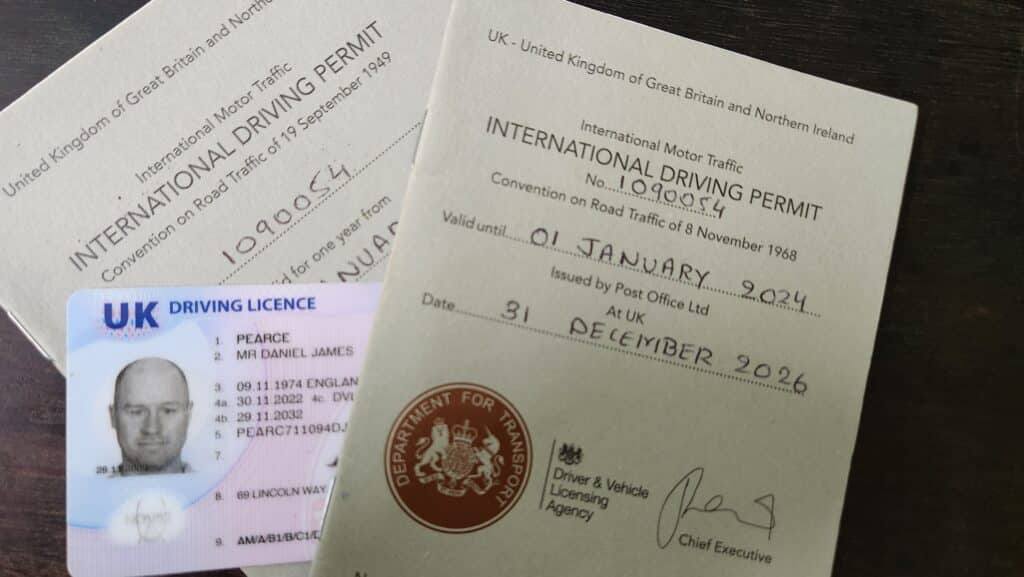 United Kingdom of Great Britain and Northern
International Motor Traffic
INTERNATIONAL DRIVING PERMIT
Convention on Road Traffic of 19 September 1949
1090054
for one year from
UK DRIVING LICENCE
1. PEARCE
2. MR DANIEL JAMES
3. 09.11.1974 ENGLAN
4a. 30.11.2022 4c. DVL
4b. 29.11.2032
5. PEARC711094DJ
7.
8. 69 LINCOLN WAY
9. AM/A/B1/B/C1/
UK - United Kingdom of Great Britain and Northern Ireland
International Motor Traffic
INTERNATIONAL DRIVING PERMIT
No. 1090054
Convention on Road Traffic of 8 November 1968
Valid until 01 JANUARY 2024
Issued by Post Office Ltd
At UK
Date 31 DECEMBER 2026
DEPARTMENT FOR TRANSPORT
Driver & Vehicle
Licensing
Agency
Chief Executive